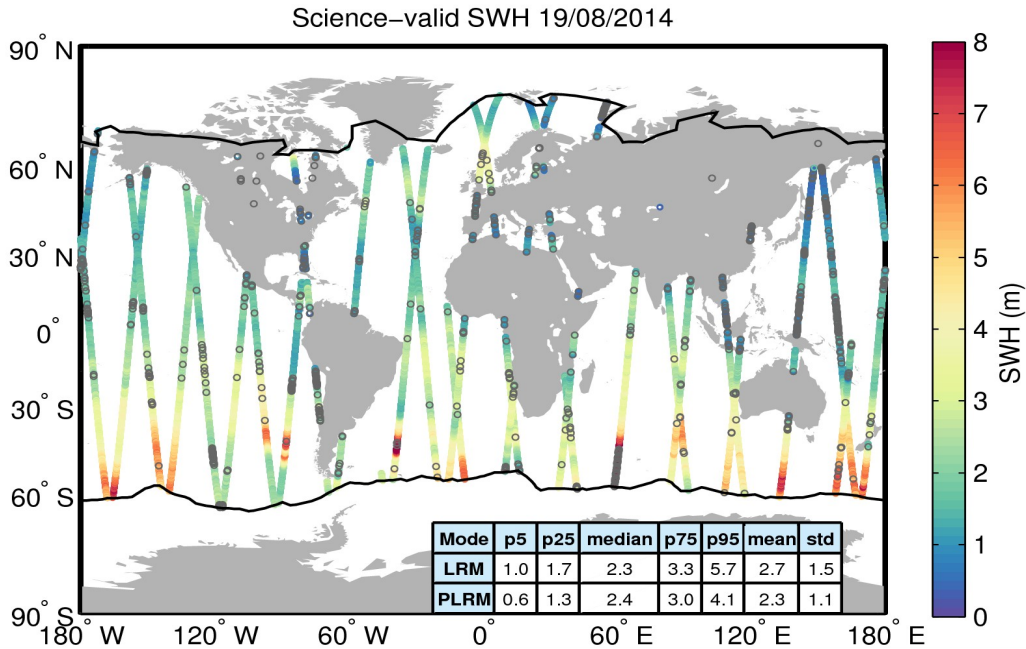 Science−valid SWH 19/08/2014
90° N
60° N
30° N
0°
30° S
60° S
90° S
180° W
120° W
60° W
0°
60° E
120° E
180° E
8
7
6
5
4
3
2
1
0
SWH (m)
Mode p5 p25 median p75 p95 mean std
LRM 1.0 1.7 2.3 3.3 5.7 2.7 1.5
PLRM 0.6 1.3 2.4 3.0 4.1 2.3 1.1